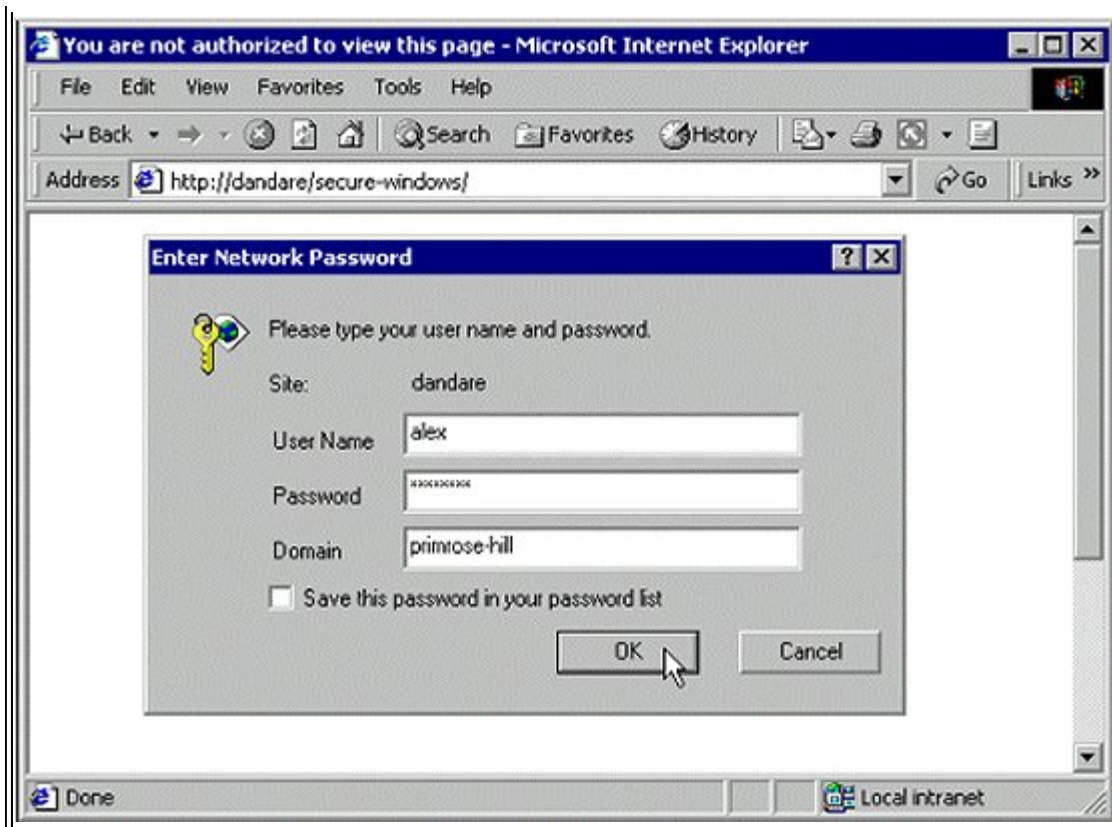 You are not authorized to view this page - Microsoft Internet Explorer
File Edit View Favorites Tools Help
Back Search Favorites History
Address http://dandare/secure-windows/ Go Links »
Enter Network Password
Please type your user name and password.
Site: dandare
User Name alex
Password *********
Domain primrose-hill
Save this password in your password list
OK Cancel
Done Local intranet